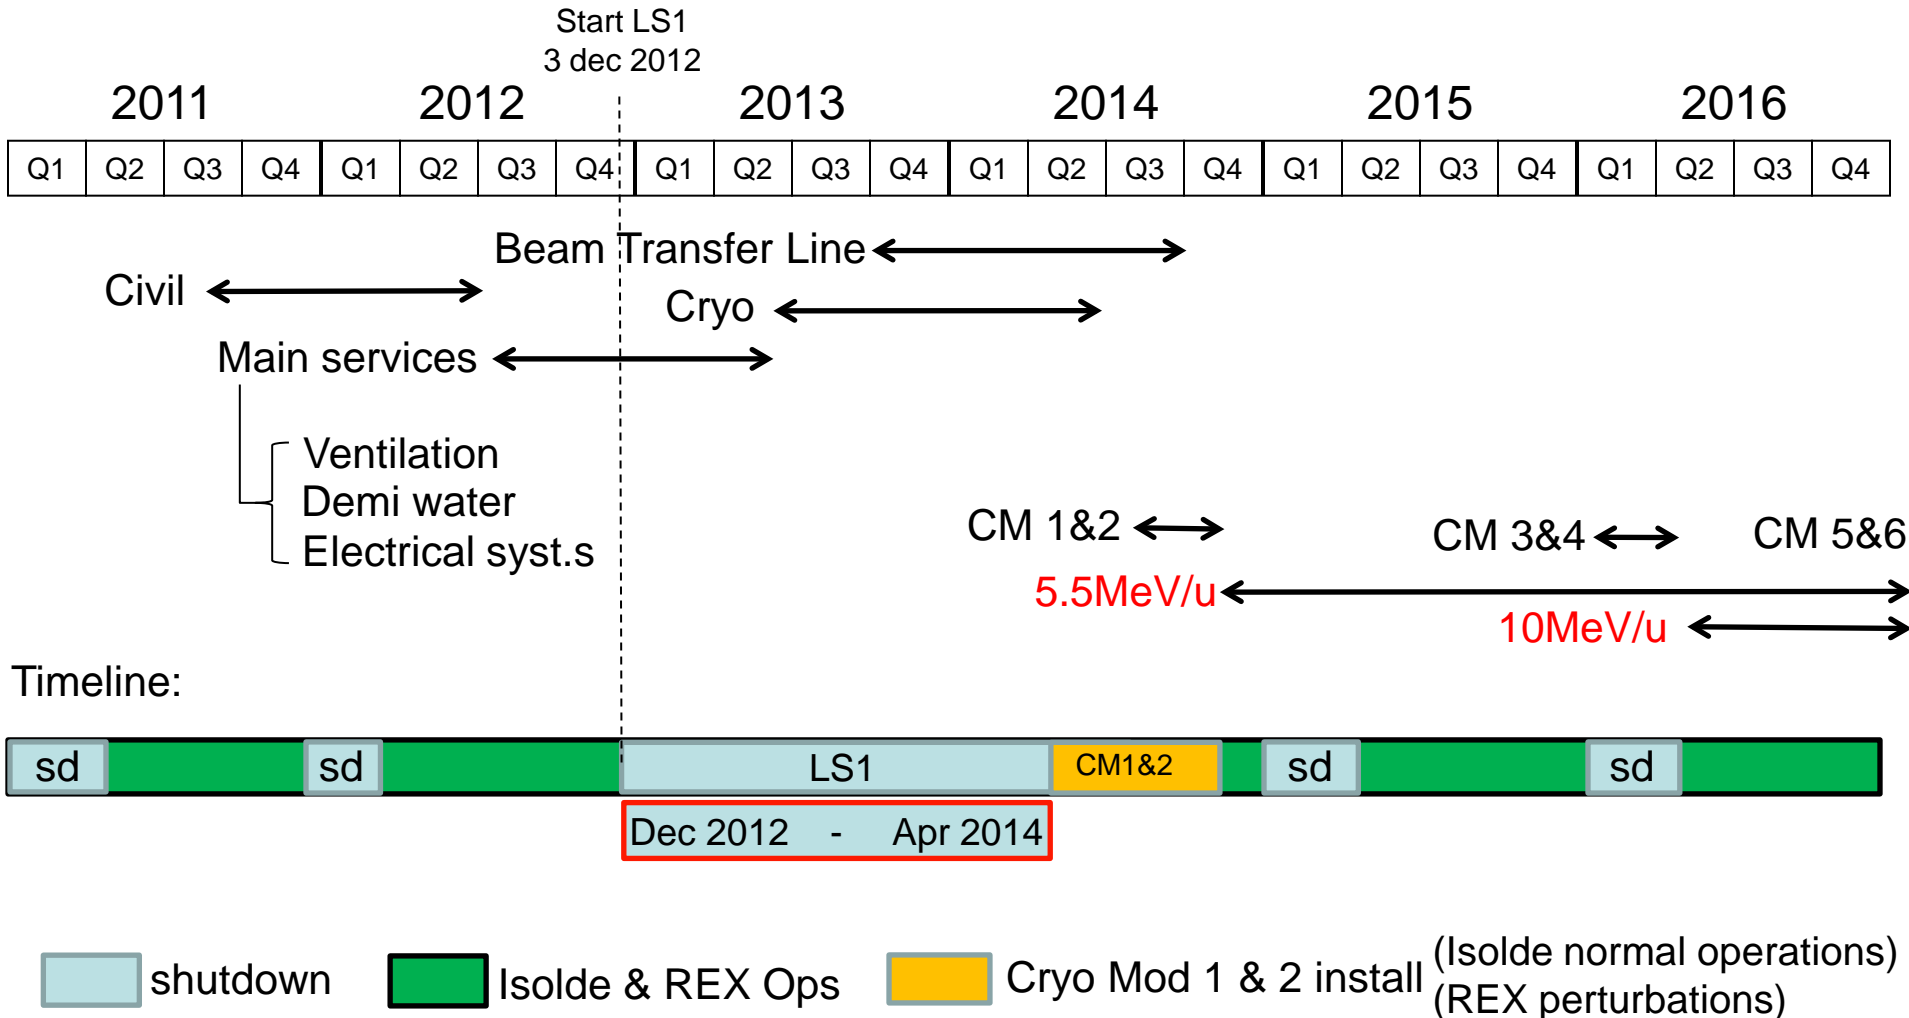 Start LS1
3 dec 2012
2011 2012 2013 2014 2015 2016
Q1 Q2 Q3 Q4 Q1 Q2 Q3 Q4 Q1 Q2 Q3 Q4 Q1 Q2 Q3 Q4 Q1 Q2 Q3 Q4 Q1 Q2 Q3 Q4
Beam Transfer Line
Civil
Cryo
Main services
Ventilation
Demi water
Electrical syst.s
CM 1&2 CM 3&4 CM 5&6
5.5MeV/u
10MeV/u
Timeline:
sd sd LS1 CM1&2 sd sd
Dec 2012 - Apr 2014
shutdown
Isolde & REX Ops
Cryo Mod 1 & 2 install
(Isolde normal operations)
(REX perturbations)